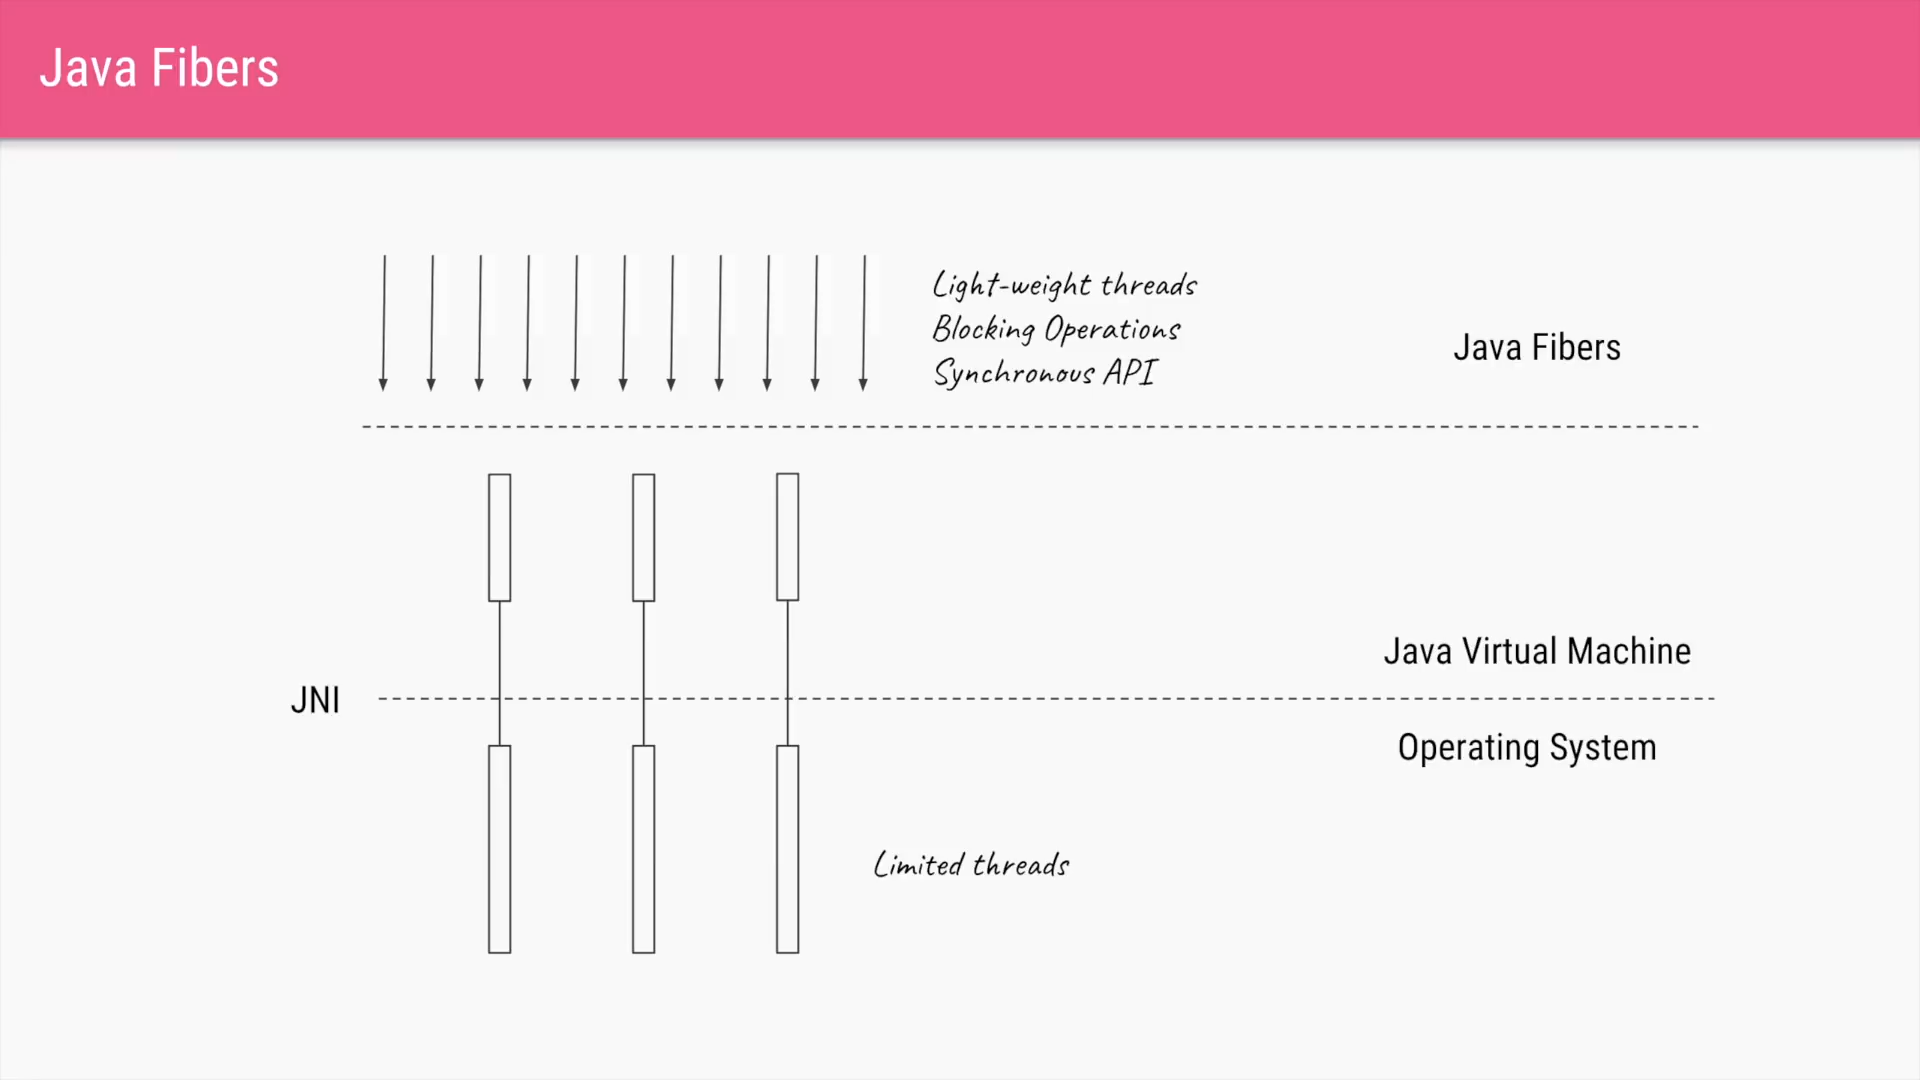 Java Fibers
Light-weight threads
Blocking Operations
Synchronous API
Java Fibers
Java Virtual Machine
JNI
Operating System
Limited threads